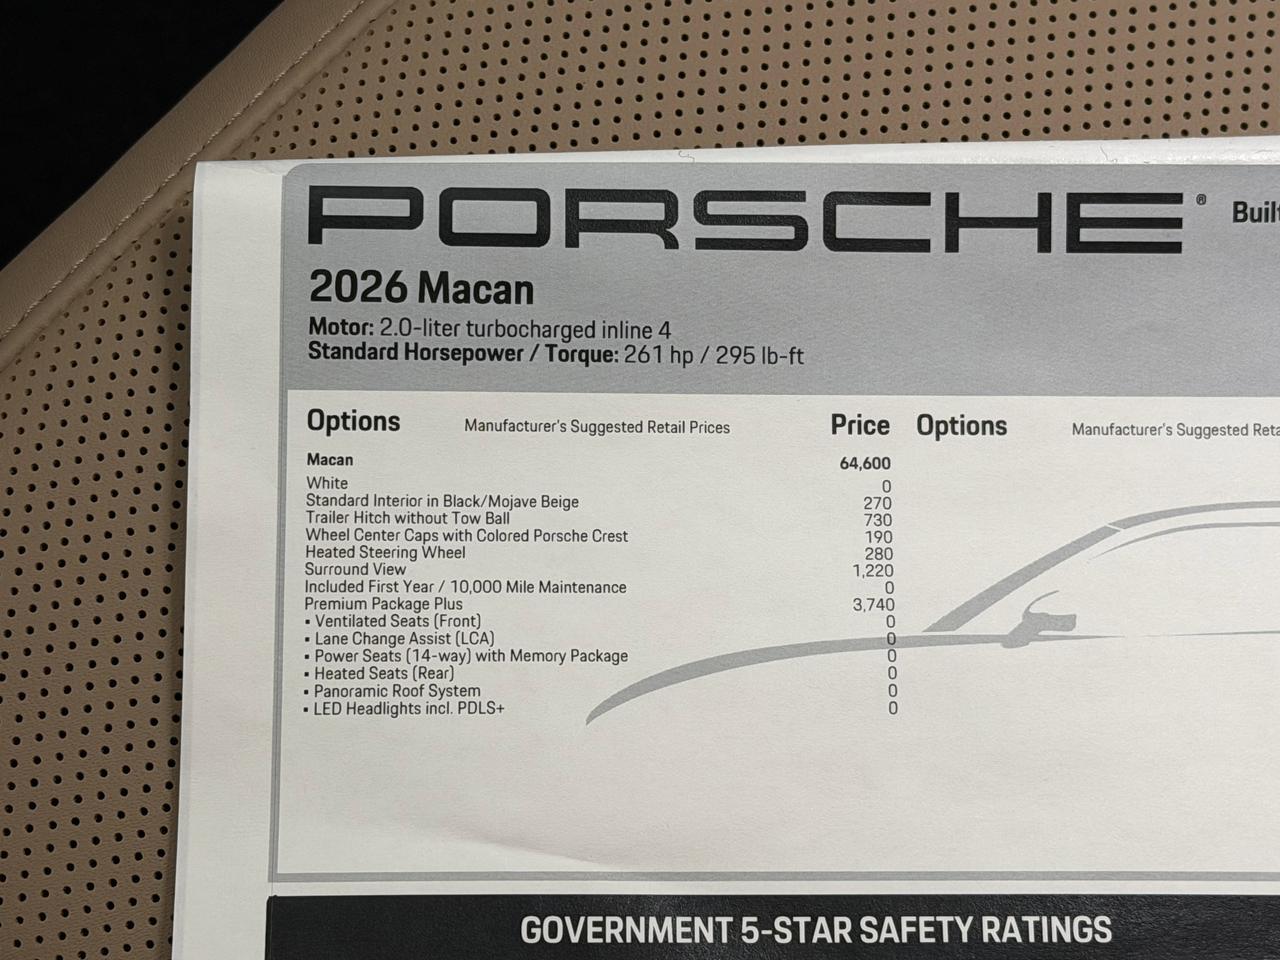 PORSCHE® Built
2026 Macan
Motor: 2.0-liter turbocharged inline 4
Standard Horsepower / Torque: 261 hp / 295 lb-ft
Options Manufacturer's Suggested Retail Prices Price Options Manufacturer's Suggested
Macan 64,600
White 0
Standard Interior in Black/Mojave Beige 270
Trailer Hitch without Tow Ball 730
Wheel Center Caps with Colored Porsche Crest 190
Heated Steering Wheel 280
Surround View 1,220
Included First Year / 10,000 Mile Maintenance 0
Premium Package Plus 3,740
• Ventilated Seats (Front) 0
• Lane Change Assist (LCA) 0
• Power Seats (14-way) with Memory Package 0
• Heated Seats (Rear) 0
• Panoramic Roof System 0
• LED Headlights incl. PDLS+ 0
GOVERNMENT 5-STAR SAFETY RATINGS